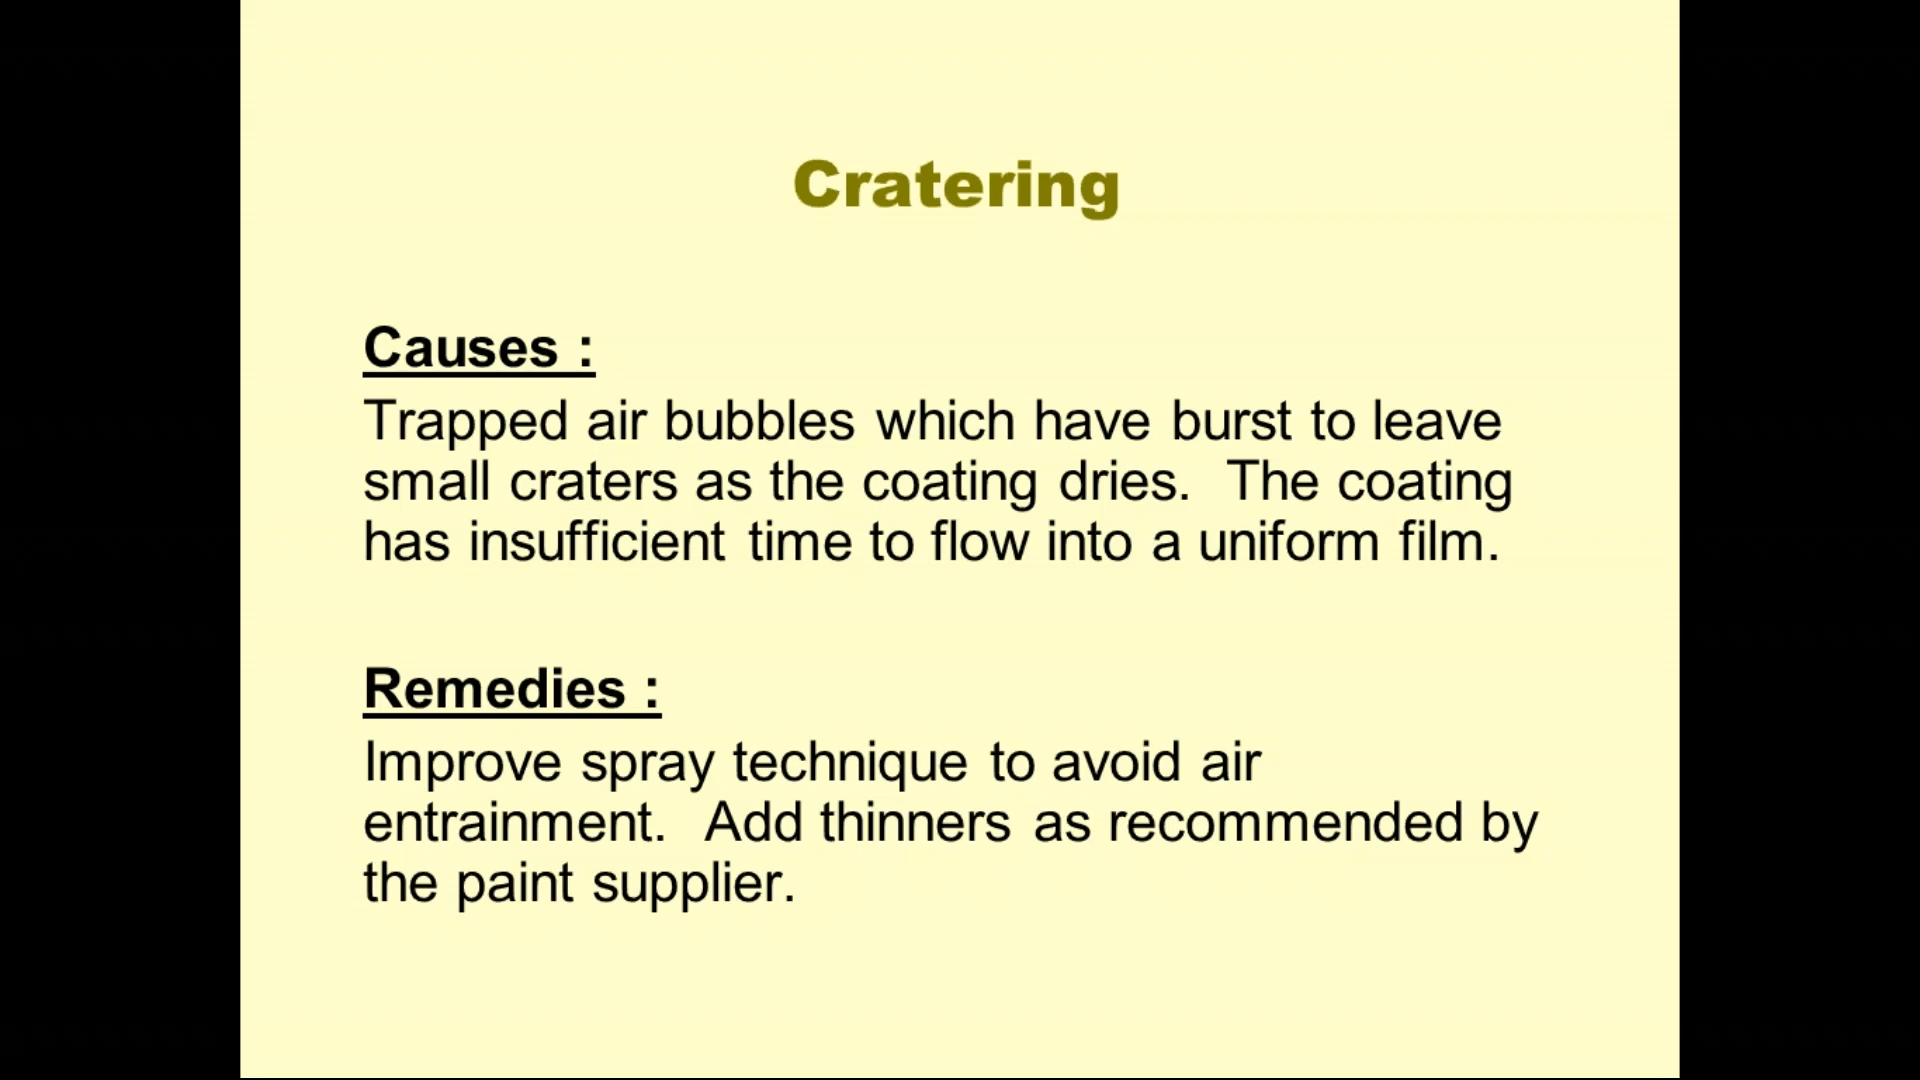 Cratering
Causes :
Trapped air bubbles which have burst to leave
small craters as the coating dries.  The coating
has insufficient time to flow into a uniform film.
Remedies :
Improve spray technique to avoid air
entrainment.  Add thinners as recommended by
the paint supplier.